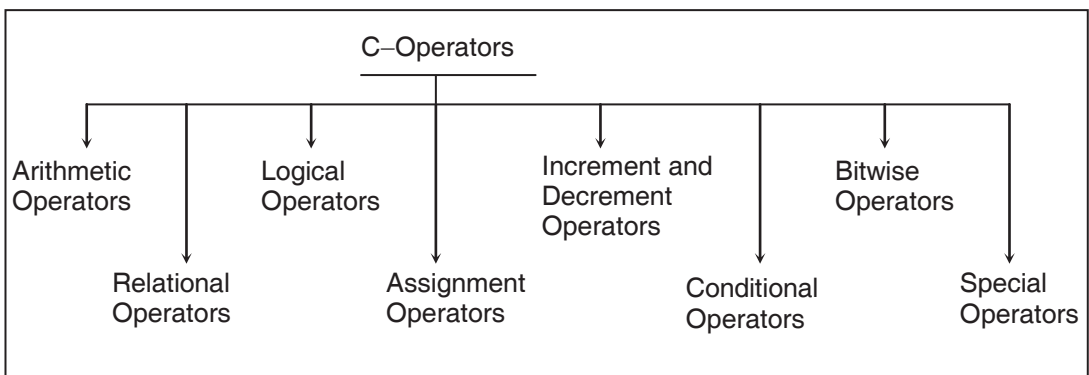 C–Operators
Arithmetic
Operators
Logical
Operators
Increment and
Decrement
Operators
Bitwise
Operators
Relational
Operators
Assignment
Operators
Conditional
Operators
Special
Operators